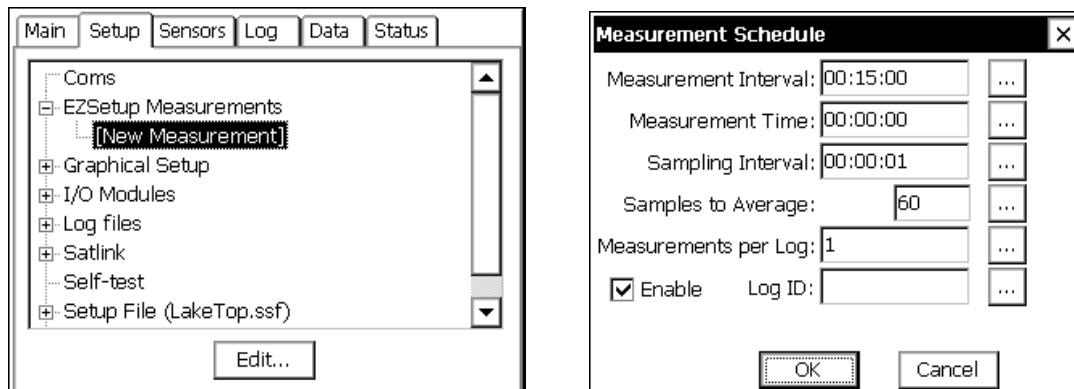 Main Setup Sensors Log Data Status
Coms
EZSetup Measurements
[New Measurement]
Graphical Setup
I/O Modules
Log files
Satlink
Self-test
Setup File (LakeTop.ssf)
Edit...
Measurement Schedule
Measurement Interval: 00:15:00 ...
Measurement Time: 00:00:00 ...
Sampling Interval: 00:00:01 ...
Samples to Average: 60 ...
Measurements per Log: 1 ...
Enable Log ID: ...
OK Cancel